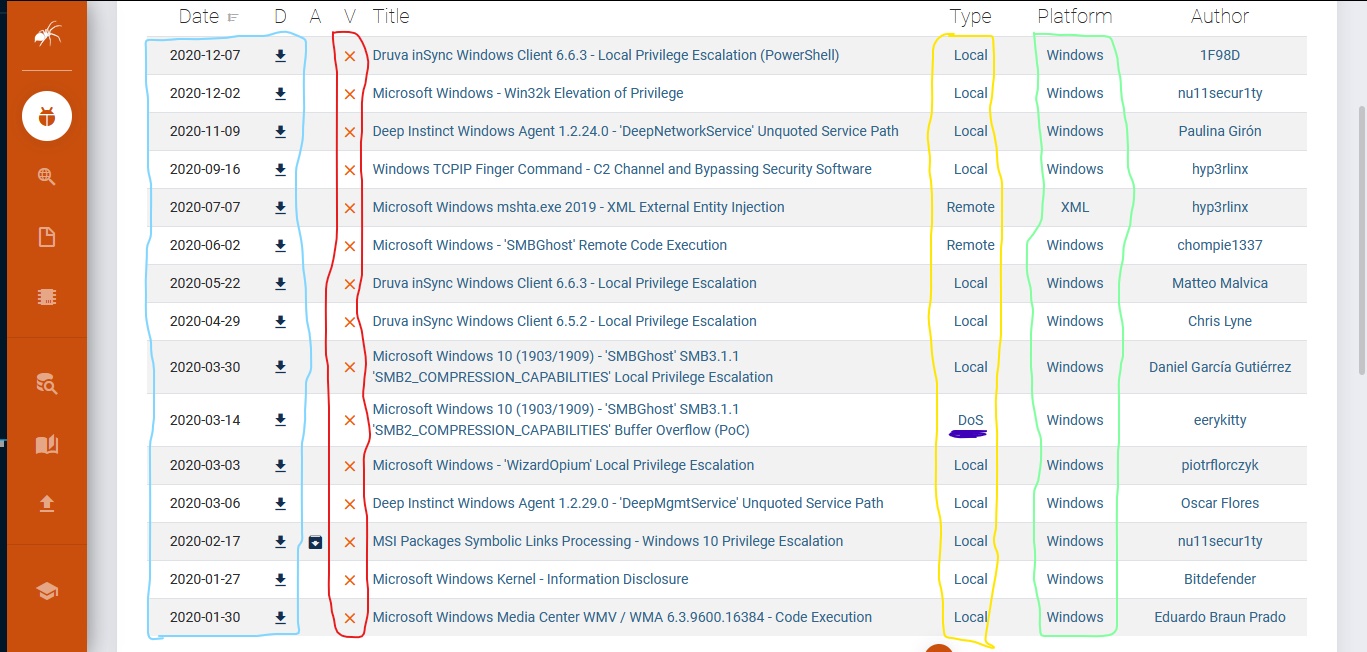 Date D A V Title Type Platform Author
2020-12-07 Druva inSync Windows Client 6.6.3 - Local Privilege Escalation (PowerShell) Local Windows 1F98D
2020-12-02 Microsoft Windows - Win32k Elevation of Privilege Local Windows nu11secur1ty
2020-11-09 Deep Instinct Windows Agent 1.2.24.0 - 'DeepNetworkService' Unquoted Service Path Local Windows Paulina Girón
2020-09-16 Windows TCPIP Finger Command - C2 Channel and Bypassing Security Software Local Windows hyp3rlinx
2020-07-07 Microsoft Windows mshta.exe 2019 - XML External Entity Injection Remote XML hyp3rlinx
2020-06-02 Microsoft Windows - 'SMBGhost' Remote Code Execution Remote Windows chompie1337
2020-05-22 Druva inSync Windows Client 6.6.3 - Local Privilege Escalation Local Windows Matteo Malvica
2020-04-29 Druva inSync Windows Client 6.5.2 - Local Privilege Escalation Local Windows Chris Lyne
2020-03-30 Microsoft Windows 10 (1903/1909) - 'SMBGhost' SMB3.1.1
'SMB2_COMPRESSION_CAPABILITIES' Local Privilege Escalation Local Windows Daniel García Gutiérrez
2020-03-14 Microsoft Windows 10 (1903/1909) - 'SMBGhost' SMB3.1.1
'SMB2_COMPRESSION_CAPABILITIES' Buffer Overflow (PoC) DoS Windows eerykitty
2020-03-03 Microsoft Windows - 'WizardOpium' Local Privilege Escalation Local Windows piotrflorczyk
2020-03-06 Deep Instinct Windows Agent 1.2.29.0 - 'DeepMgmtService' Unquoted Service Path Local Windows Oscar Flores
2020-02-17 MSI Packages Symbolic Links Processing - Windows 10 Privilege Escalation Local Windows nu11secur1ty
2020-01-27 Microsoft Windows Kernel - Information Disclosure Local Windows Bitdefender
2020-01-30 Microsoft Windows Media Center WMV / WMA 6.3.9600.16384 - Code Execution Local Windows Eduardo Braun Prado